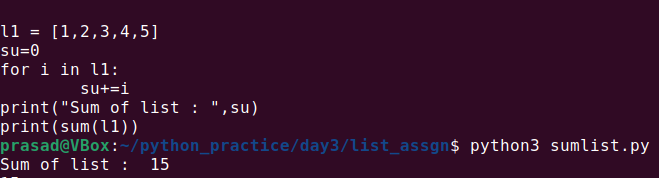 l1 = [1,2,3,4,5]
su=0
for i in l1:
        su+=i
print("Sum of list : ",su)
print(sum(l1))
prasad@VBox:~/python_practice/day3/list_assgn$ python3 sumlist.py
Sum of list :  15